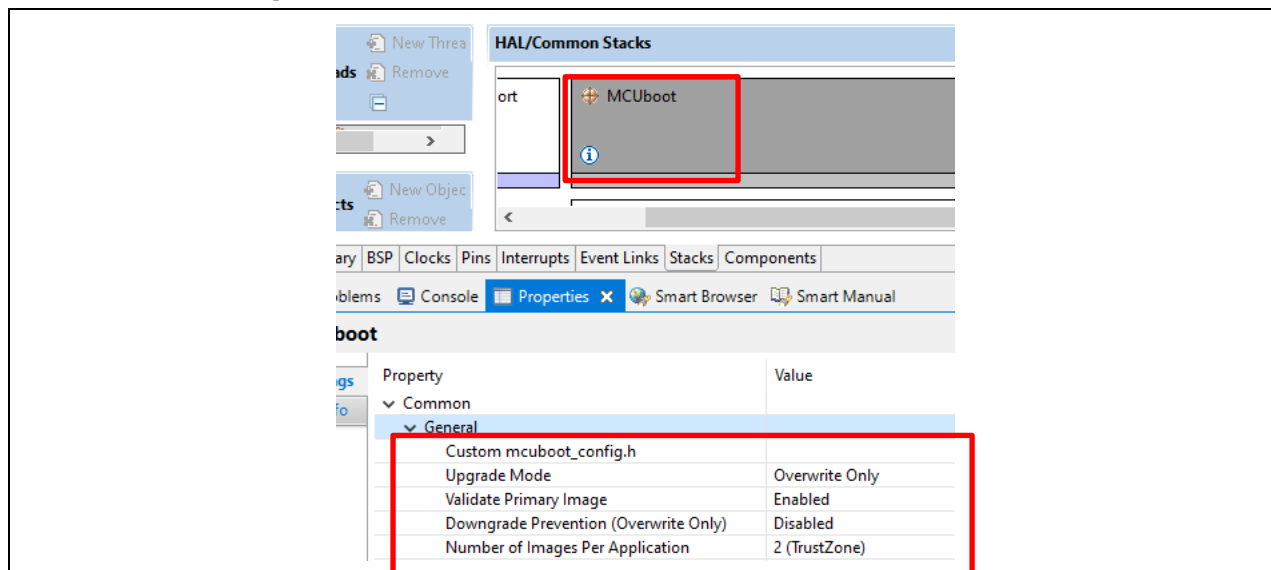 New Threa
HAL/Common Stacks
ads
Remove
ort
MCUboot
New Objec
cts
Remove
ary BSP Clocks Pins Interrupts Event Links Stacks Components
oblems Console Properties Smart Browser Smart Manual
boot
ngs
Property Value
fo
Common
General
Custom mcuboot_config.h
Upgrade Mode Overwrite Only
Validate Primary Image Enabled
Downgrade Prevention (Overwrite Only) Disabled
Number of Images Per Application 2 (TrustZone)